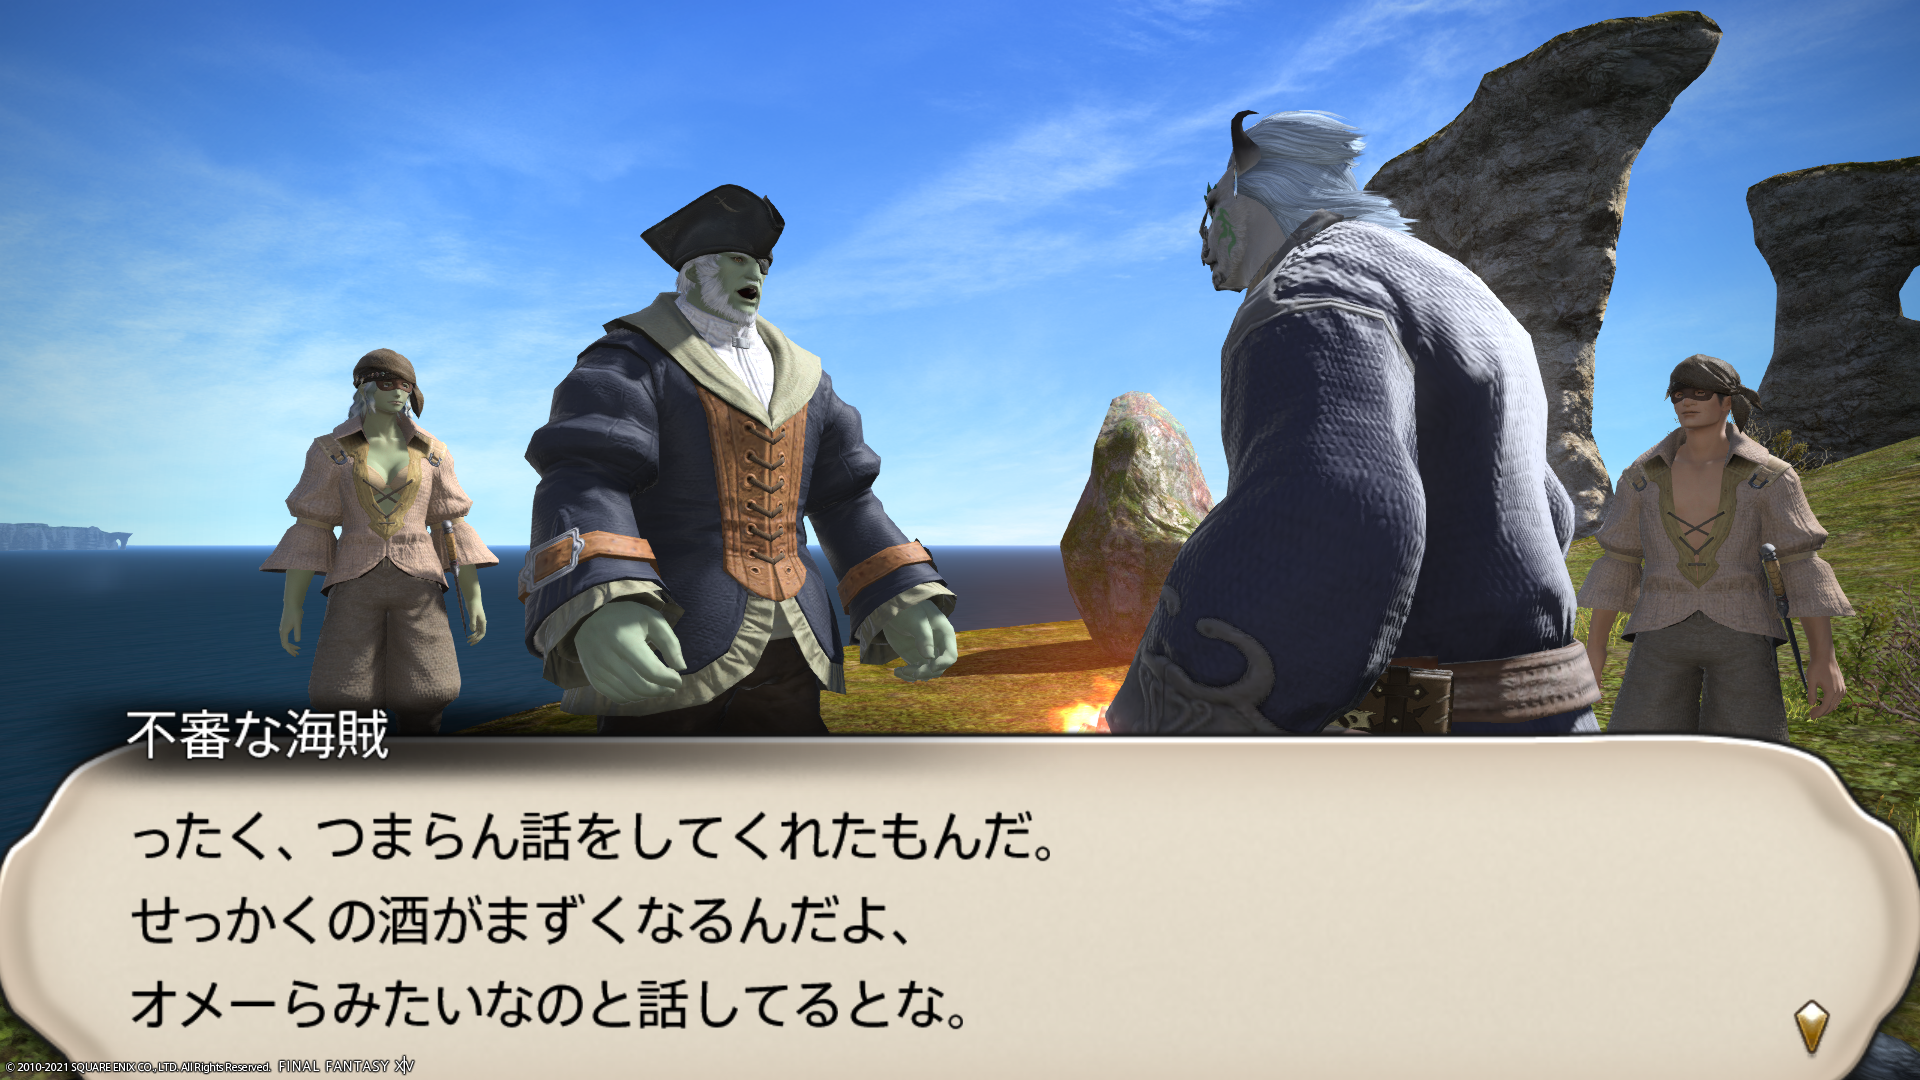 不審な海賊
ったく、つまらん話をしてくれたもんだ。
せっかくの酒がまずくなるんだよ、
オメーらみたいなのと話してるとな。
© 2010-2021 SQUARE ENIX CO., LTD. All Rights Reserved. FINAL FANTASY XIV